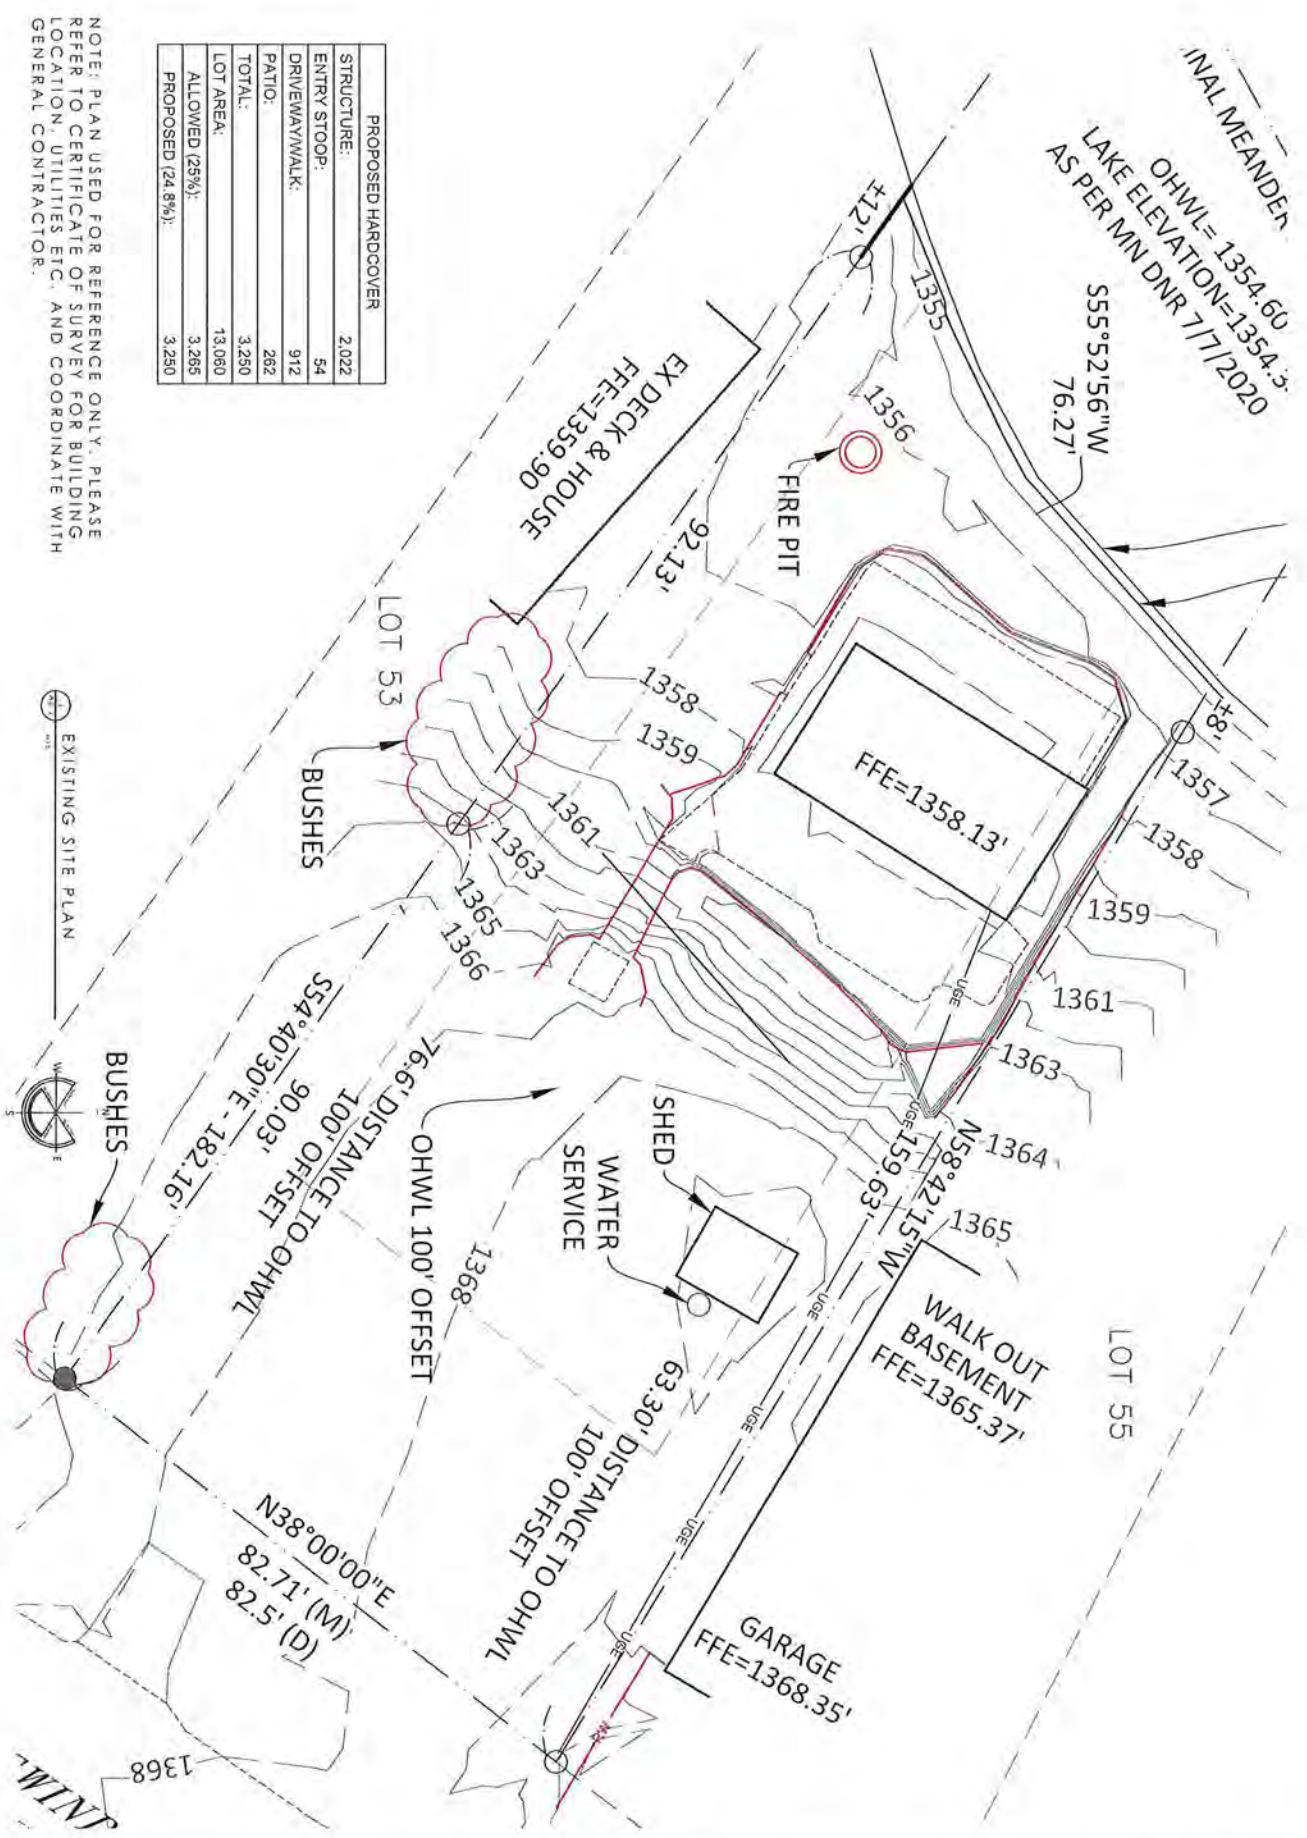 INAL MEANDER
OHWL= 1354.60
LAKE ELEVATION=1354.3
AS PER MN DNR 7/7/2020
S55°52'56"W
76.27'
±12'
1355
1356
FIRE PIT
±8'
1357
1358
1359
1361
1363
1364
1365
EX DECK & HOUSE
FFE=1359.90
92.13'
FFE=1358.13'
UGE
UGE
1358
1359
1361
1363
1365
1366
LOT 53
BUSHES
N58°42'15"W
159.63'
LOT 55
WALK OUT
BASEMENT
FFE=1365.37'
SHED
WATER
SERVICE
UGE
UGE
UGE
UGE
OHWL 100' OFFSET
1368
S54°40'30"E - 182.16'
90.03'
76.6' DISTANCE TO OHWL
100' OFFSET
63.30' DISTANCE TO OHWL
100' OFFSET
GARAGE
FFE=1368.35'
BUSHES
N38°00'00"E
82.71' (M)
82.5' (D)
1368
PROPOSED HARDCOVER
STRUCTURE: 2,022
ENTRY STOOP: 54
DRIVEWAY/WALK: 912
PATIO: 262
TOTAL: 3,250
LOT AREA: 13,060
ALLOWED (25%): 3,265
PROPOSED (24.8%): 3,250
NOTE: PLAN USED FOR REFERENCE ONLY. PLEASE
REFER TO CERTIFICATE OF SURVEY FOR BUILDING
LOCATION, UTILITIES ETC. AND COORDINATE WITH
GENERAL CONTRACTOR.
EXISTING SITE PLAN
N
W
E
S